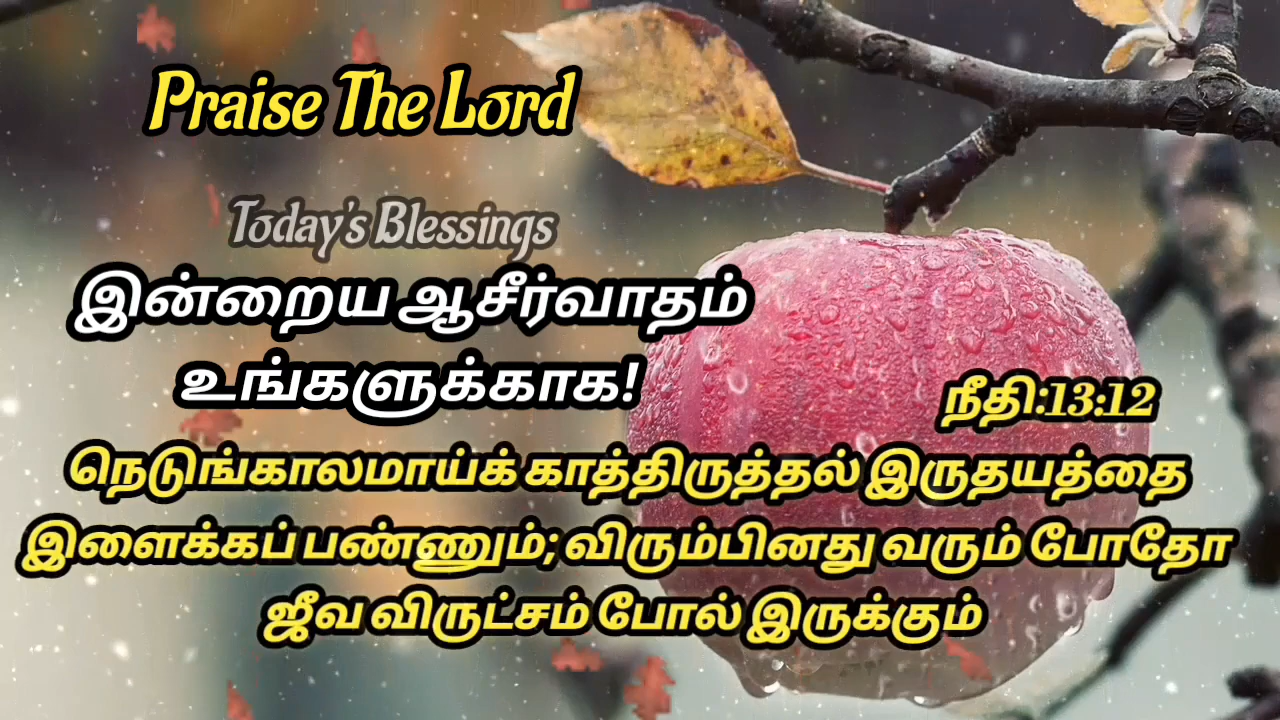 Praise The Lord
Today's Blessings
இன்றைய ஆசீர்வாதம்
உங்களுக்காக!
நீதி:13:12
நெடுங்காலமாய்க் காத்திருத்தல் இருதயத்தை
இளைக்கப் பண்ணும்; விரும்பினது வரும் போதோ
ஜீவ விருட்சம் போல் இருக்கும்